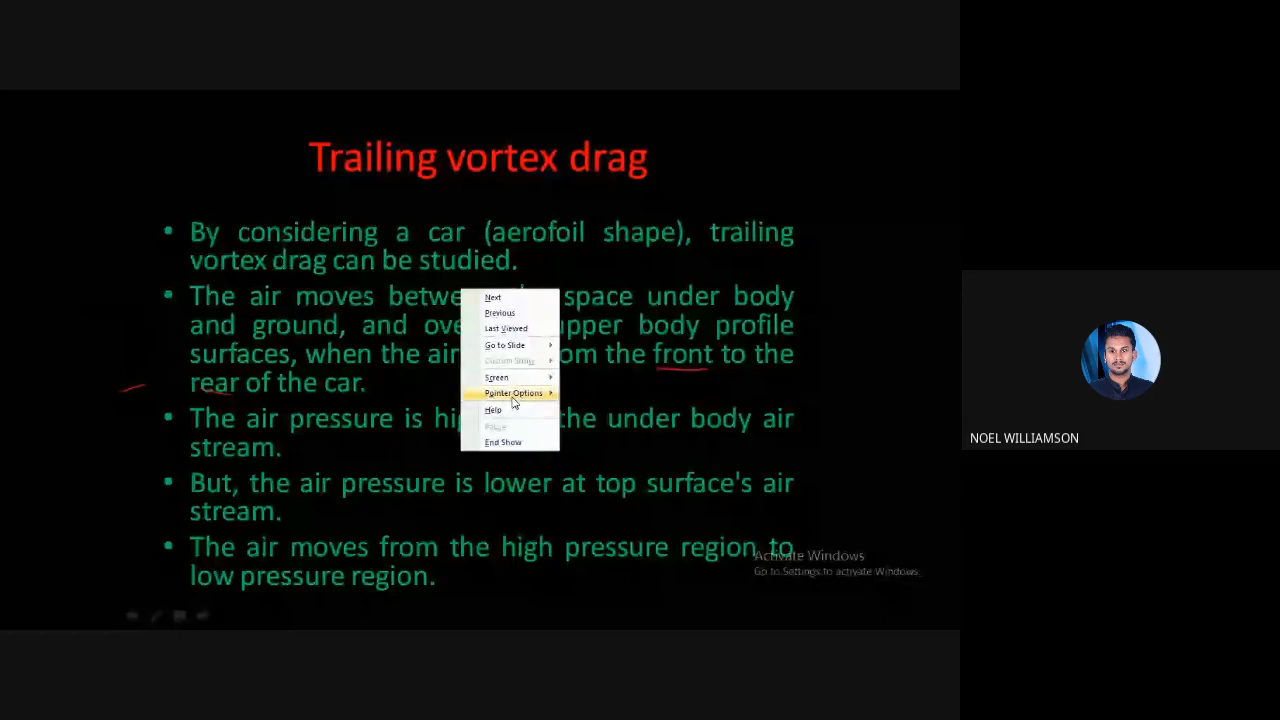 Trailing vortex drag
• By considering a car (aerofoil shape), trailing
vortex drag can be studied.
• The air moves space under body
and ground, and upper body profile
surfaces, when the air the front to the
rear of the car.
• The air pressure is the under body air
stream.
• But, the air pressure is lower at top surface's air
stream.
• The air moves from the high pressure region to
low pressure region.
Next
Previous
Last Viewed
Go to Slide
Custom Show
Screen
Pointer Options
Help
Pause
End Show
Activate Windows
Go to Settings to activate Windows.
NOEL WILLIAMSON